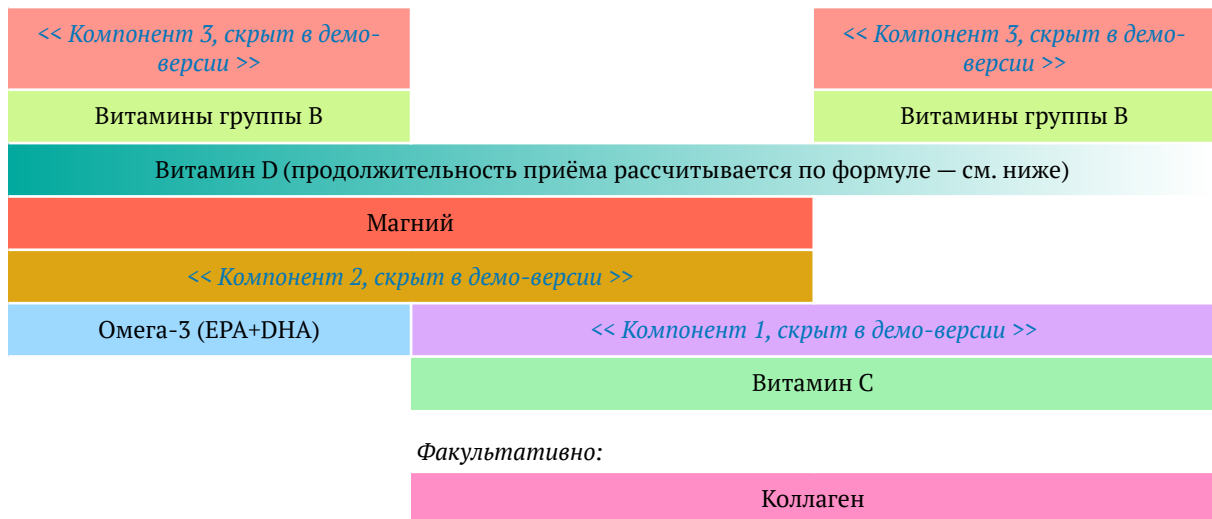 << Компонент 3, скрыт в демо-
версии >>
<< Компонент 3, скрыт в демо-
версии >>
Витамины группы B
Витамины группы B
Витамин D (продолжительность приёма рассчитывается по формуле — см. ниже)
Магний
<< Компонент 2, скрыт в демо-версии >>
Омега-3 (EPA+DHA)
<< Компонент 1, скрыт в демо-версии >>
Витамин C
Факультативно:
Коллаген